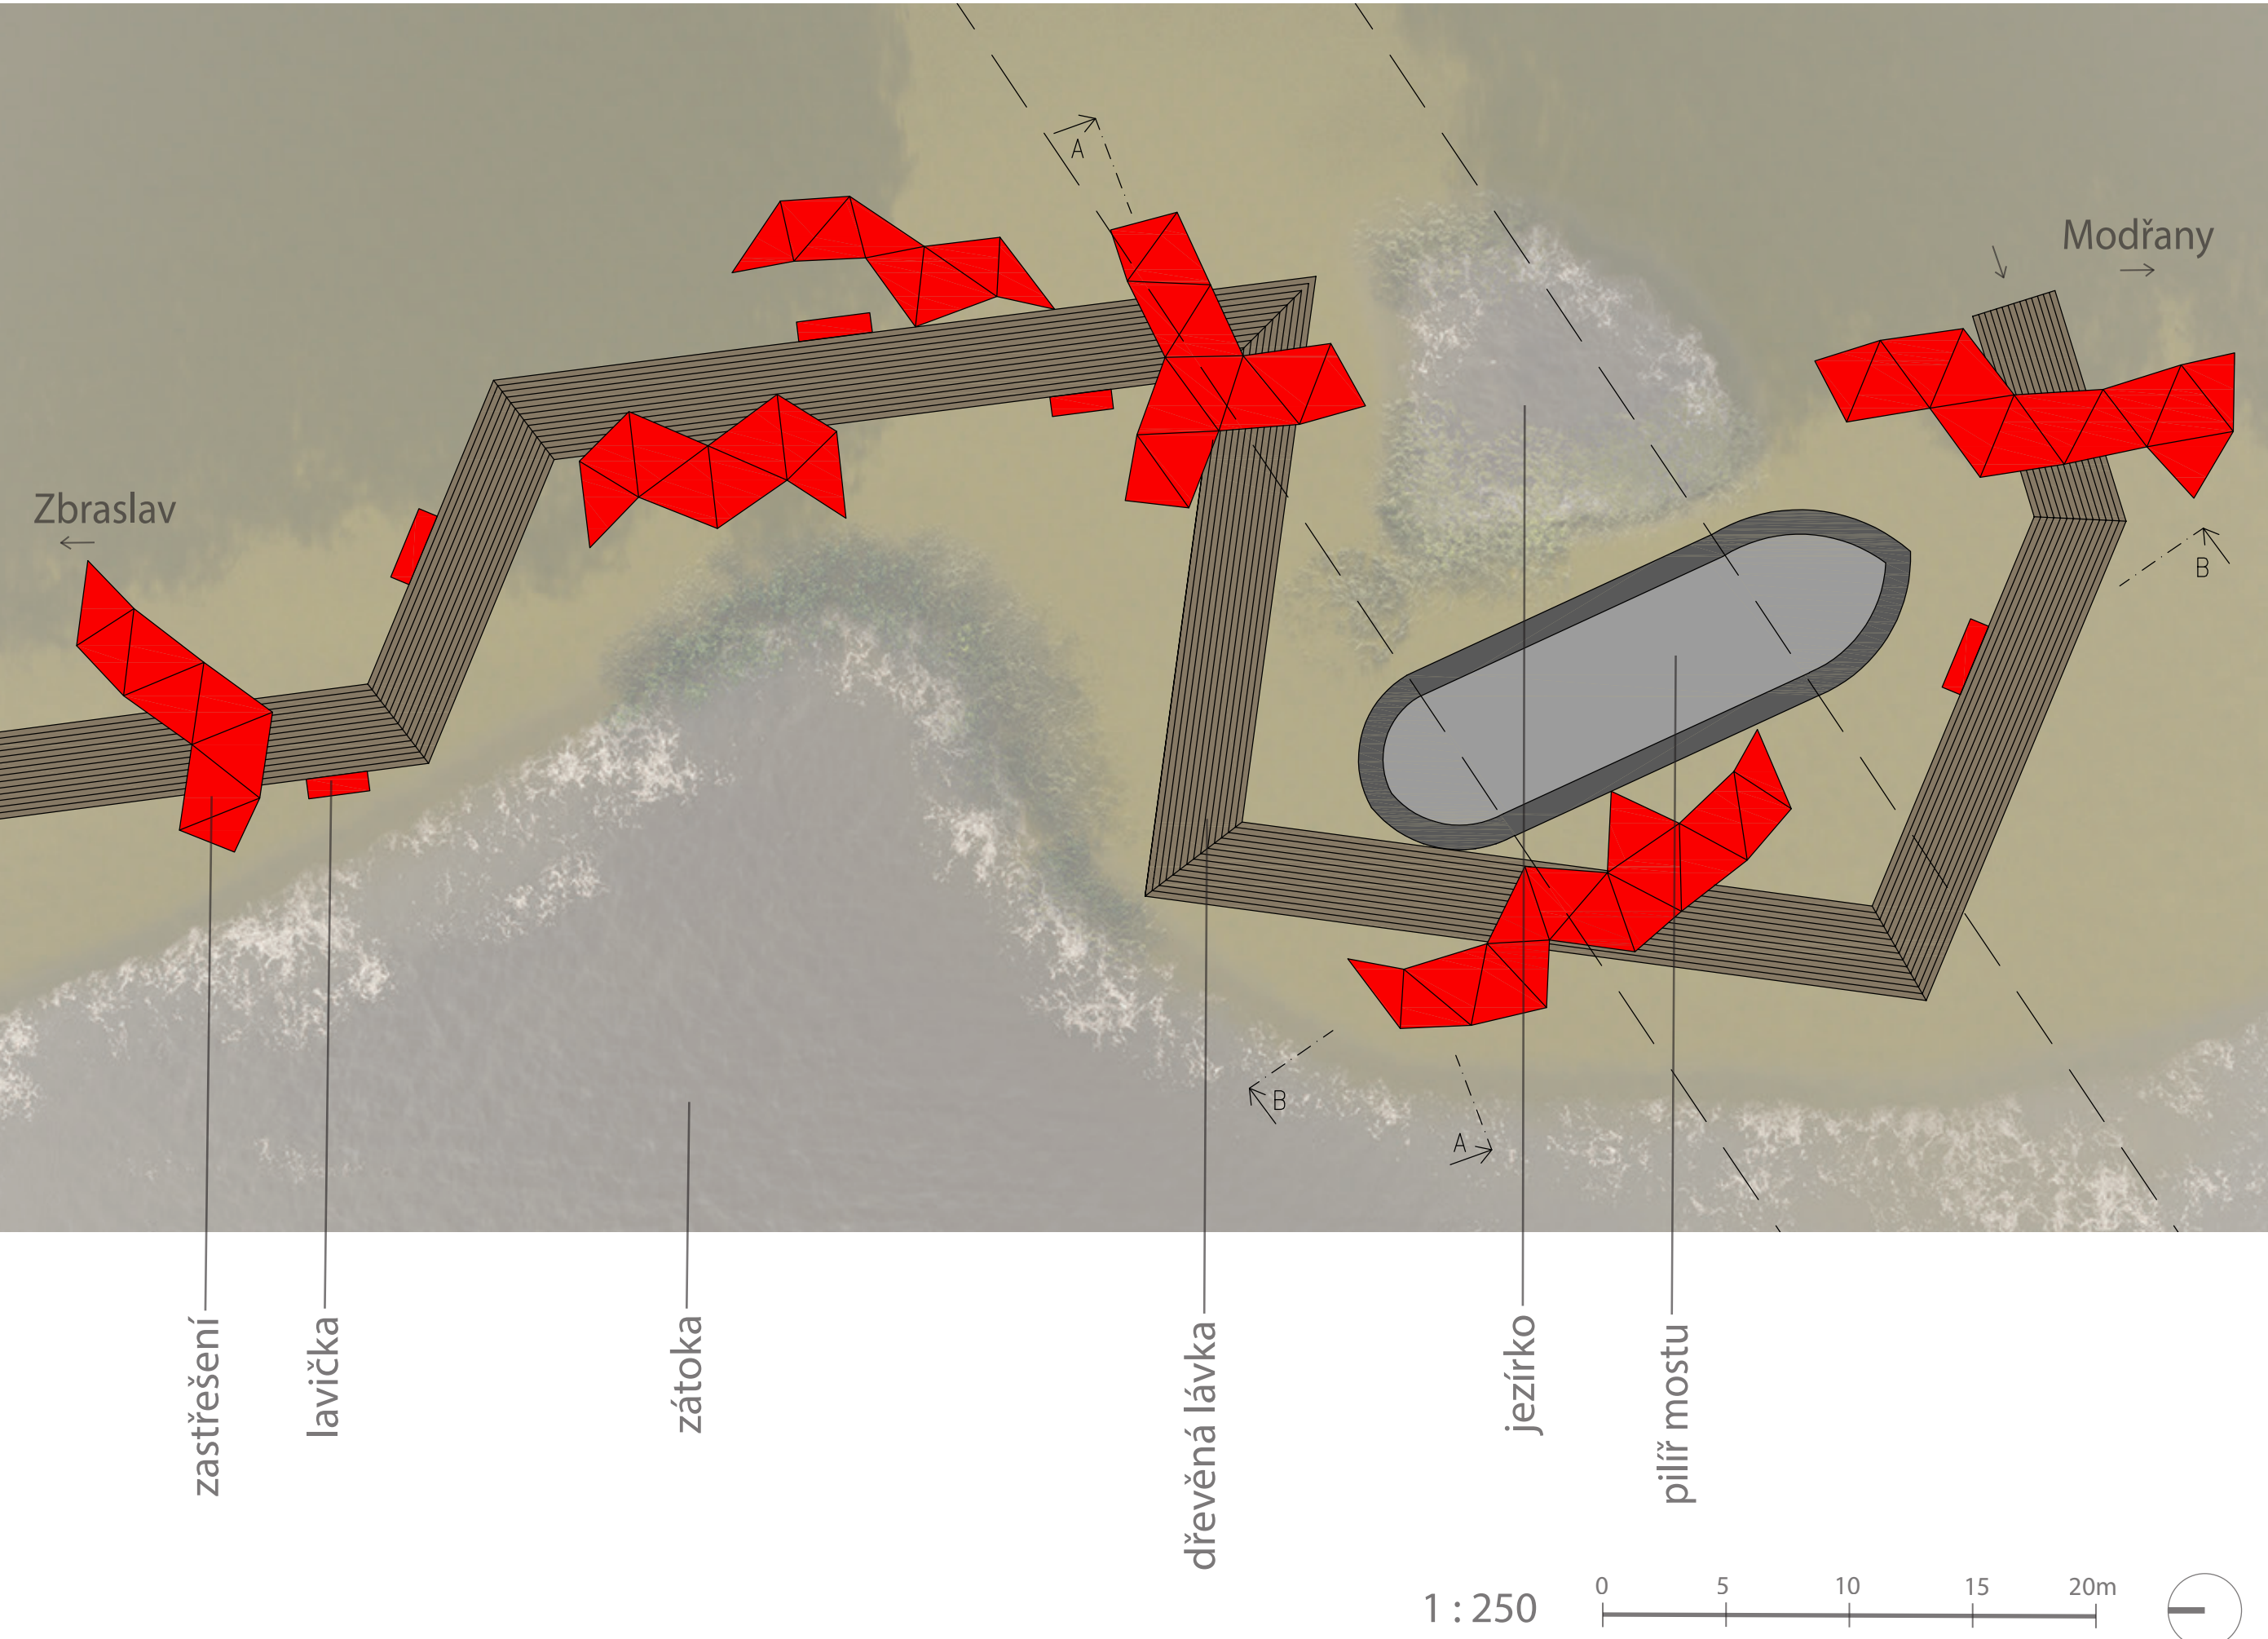 A
Modřany
Zbraslav
B
B
A
zastřešení
lavička
zátoka
dřevěná lávka
jezírko
pilíř mostu
1 : 250
0 5 10 15 20m